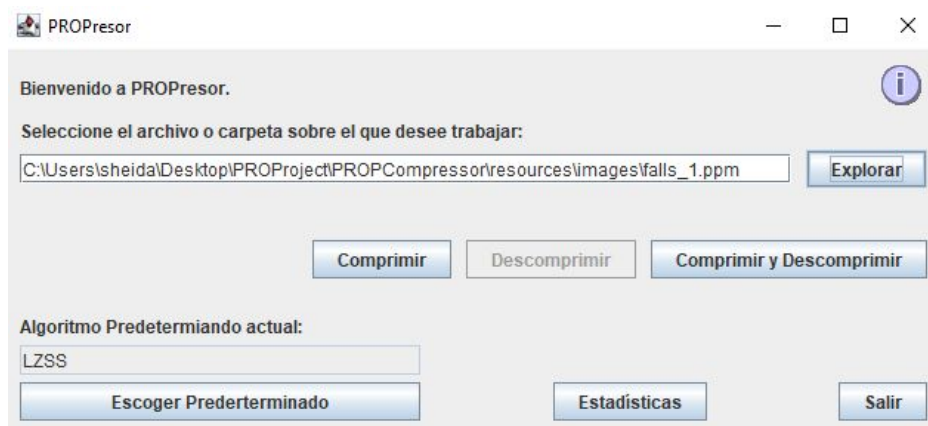 PROPresor
Bienvenido a PROPresor.
Seleccione el archivo o carpeta sobre el que desee trabajar:
C:\Users\sheida\Desktop\PROProject\PROPCompressor\resources\images\falls_1.ppm Explorar
Comprimir Descomprimir Comprimir y Descomprimir
Algoritmo Predetermiando actual:
LZSS
Escoger Prederterminado Estadísticas Salir